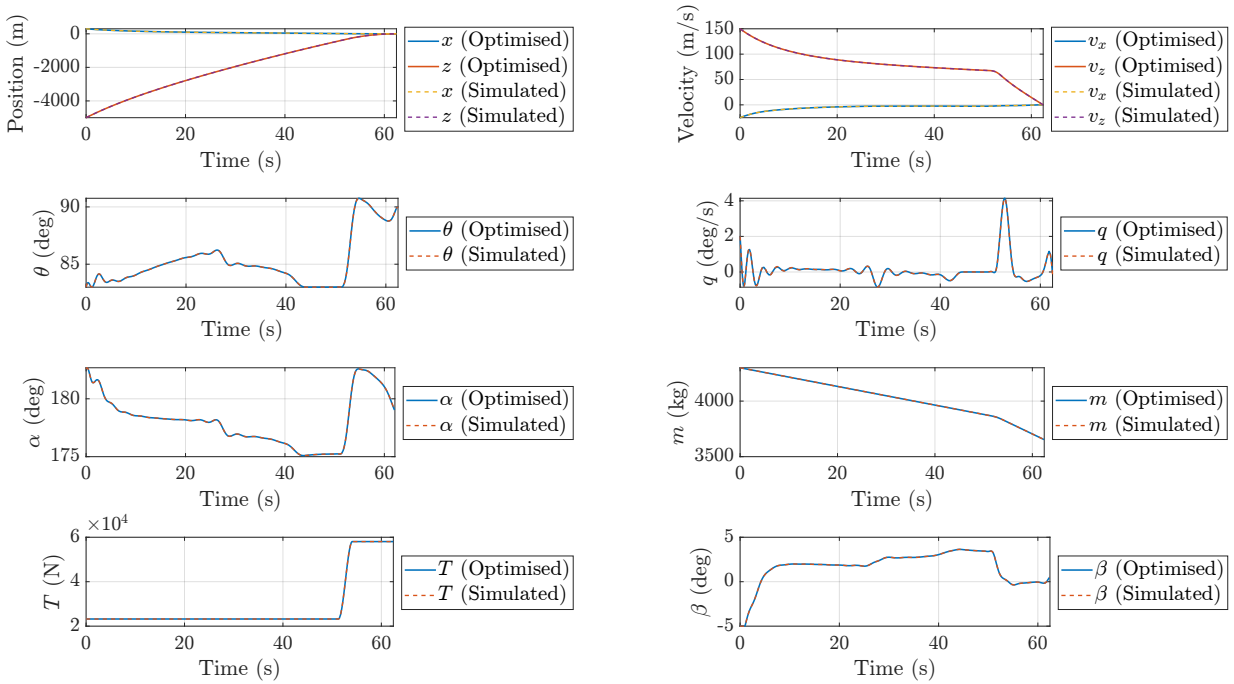 Position (m)
0
-2000
-4000
0
20
40
60
Time (s)
x (Optimised)
z (Optimised)
x (Simulated)
z (Simulated)
Velocity (m/s)
150
100
50
0
0
20
40
60
Time (s)
v_x (Optimised)
v_z (Optimised)
v_x (Simulated)
v_z (Simulated)
θ (deg)
90
85
0
20
40
60
Time (s)
θ (Optimised)
θ (Simulated)
q (deg/s)
4
2
0
0
20
40
60
Time (s)
q (Optimised)
q (Simulated)
α (deg)
180
175
0
20
40
60
Time (s)
α (Optimised)
α (Simulated)
m (kg)
4000
3500
0
20
40
60
Time (s)
m (Optimised)
m (Simulated)
×10^4
T (N)
6
4
2
0
20
40
60
Time (s)
T (Optimised)
T (Simulated)
β (deg)
5
0
-5
0
20
40
60
Time (s)
β (Optimised)
β (Simulated)